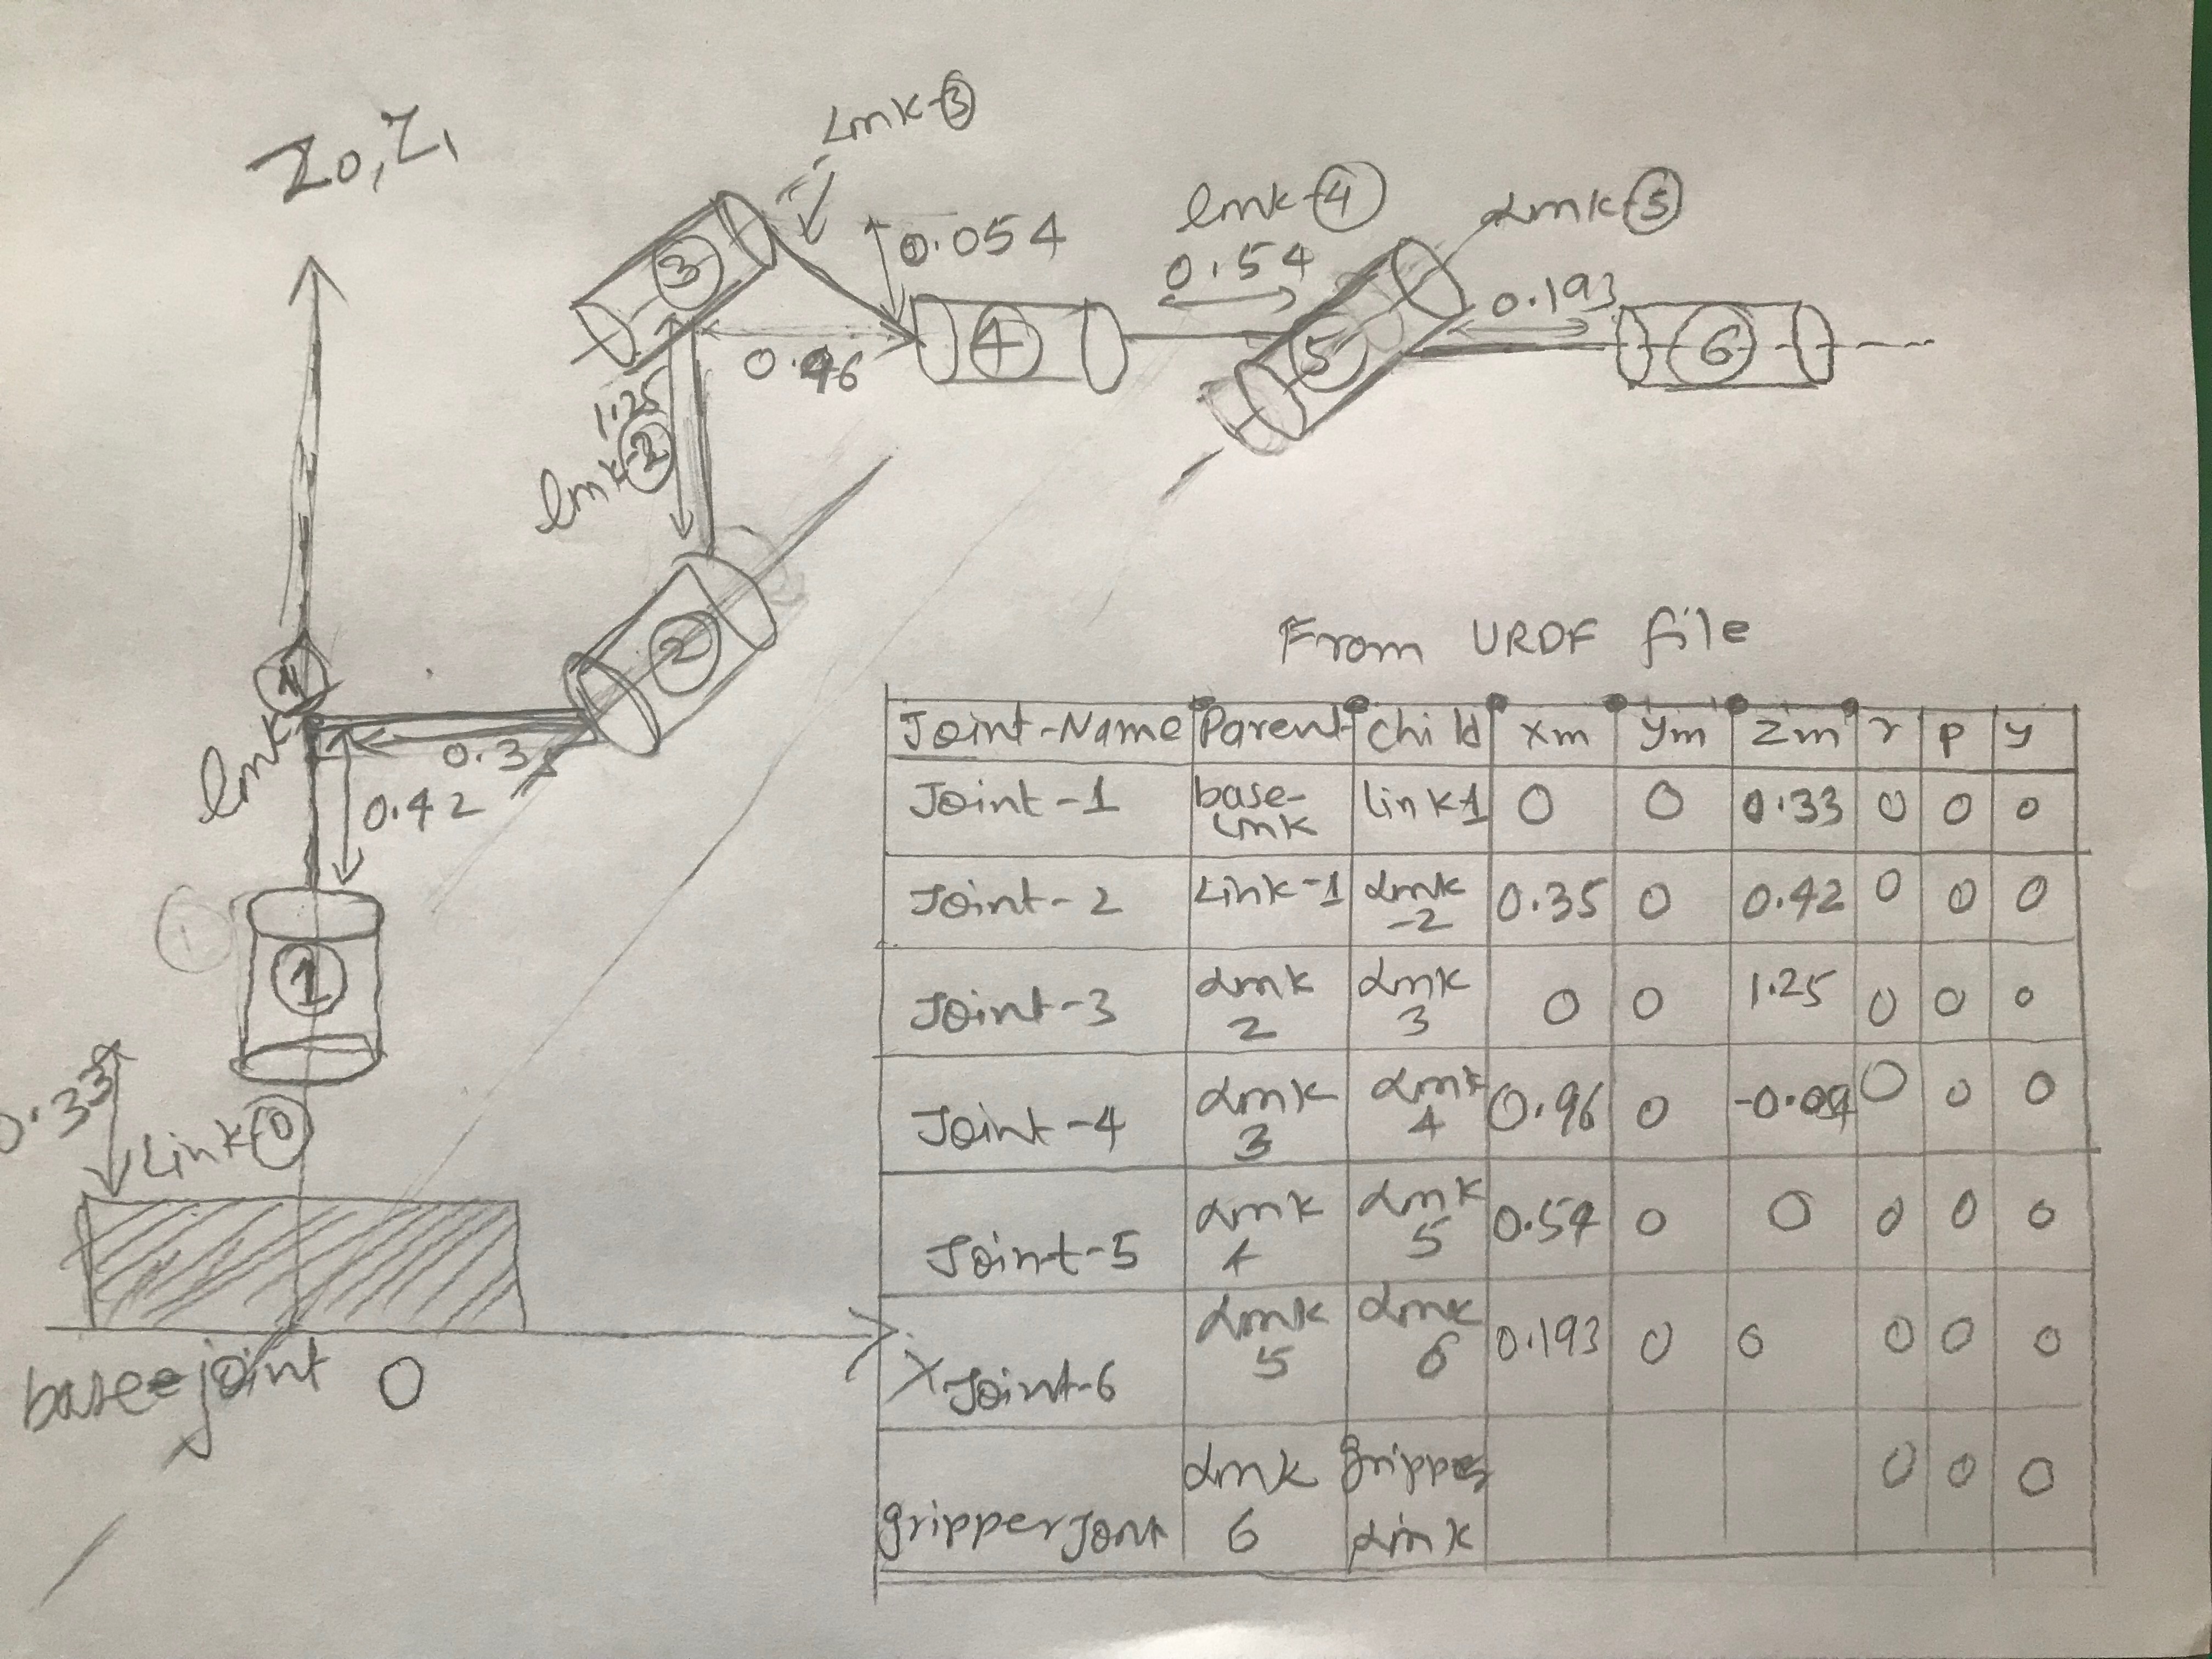 Z0,Z1
Link 3
link 4
Link 5
0.054
0.54
0.193
3
4
5
6
1.25
0.96
link 2
2
link 1
0.42
0.35
1
0.33
Link 0
base joint 0
X
From URDF file
Joint-Name Parent Child xm ym zm r p y
Joint-1 base-link link1 0 0 0.33 0 0 0
Joint-2 Link-1 link-2 0.35 0 0.42 0 0 0
Joint-3 link 2 link 3 0 0 1.25 0 0 0
Joint-4 link 3 link 4 0.96 0 0 0 0
Joint-5 link 4 link 5 0.54 0 0 0 0 0
Joint-6 link 5 link 6 0.193 0 0 0 0 0
gripper Joint link 6 gripper link 0 0 0